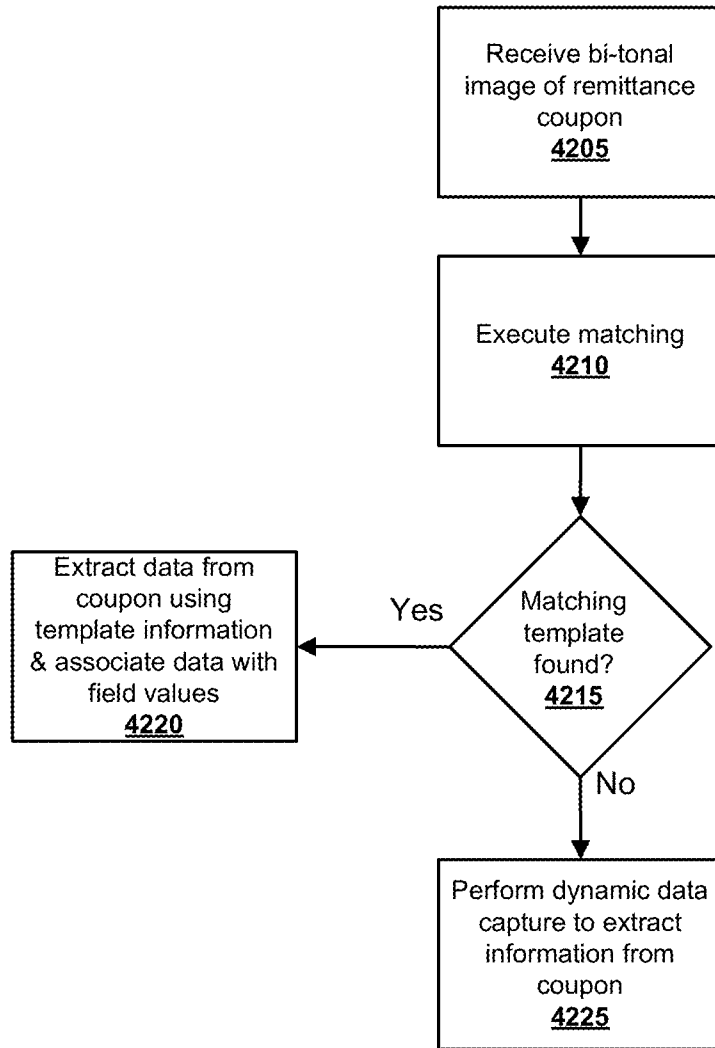 Receive bi-tonal
image of remittance
coupon
4205
Execute matching
4210
Matching
template
found?
4215
Yes
Extract data from
coupon using
template information
& associate data with
field values
4220
No
Perform dynamic data
capture to extract
information from
coupon
4225